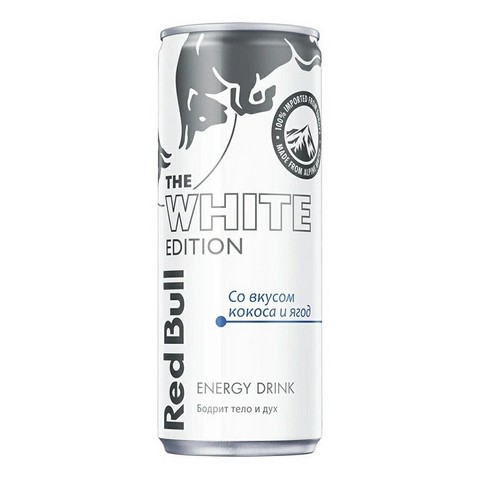 100% IMPORTED FROM
MADE FROM ALPINE
THE
WHITE
EDITION
Red Bull
Со вкусом
кокоса и ягод
ENERGY DRINK
Бодрит тело и дух